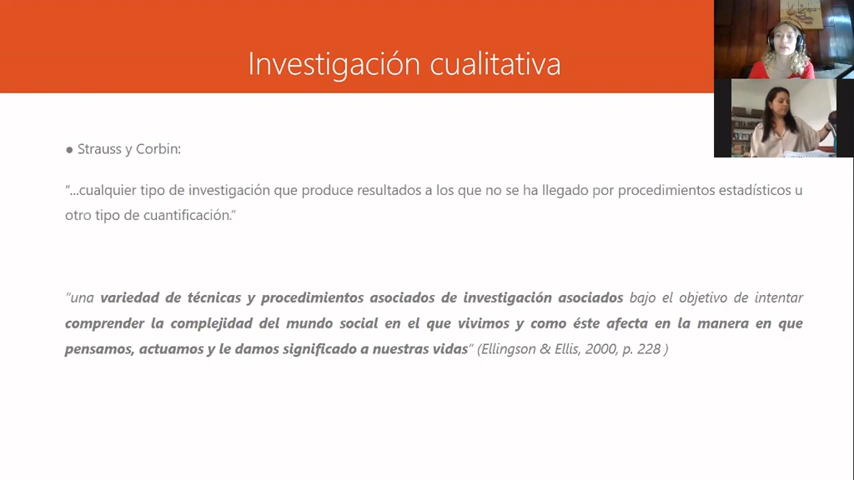 Investigación cualitativa
● Strauss y Corbin:
“...cualquier tipo de investigación que produce resultados a los que no se ha llegado por procedimientos estadísticos u
otro tipo de cuantificación.”
“una variedad de técnicas y procedimientos asociados de investigación asociados bajo el objetivo de intentar
comprender la complejidad del mundo social en el que vivimos y como éste afecta en la manera en que
pensamos, actuamos y le damos significado a nuestras vidas” (Ellingson & Ellis, 2000, p. 228 )